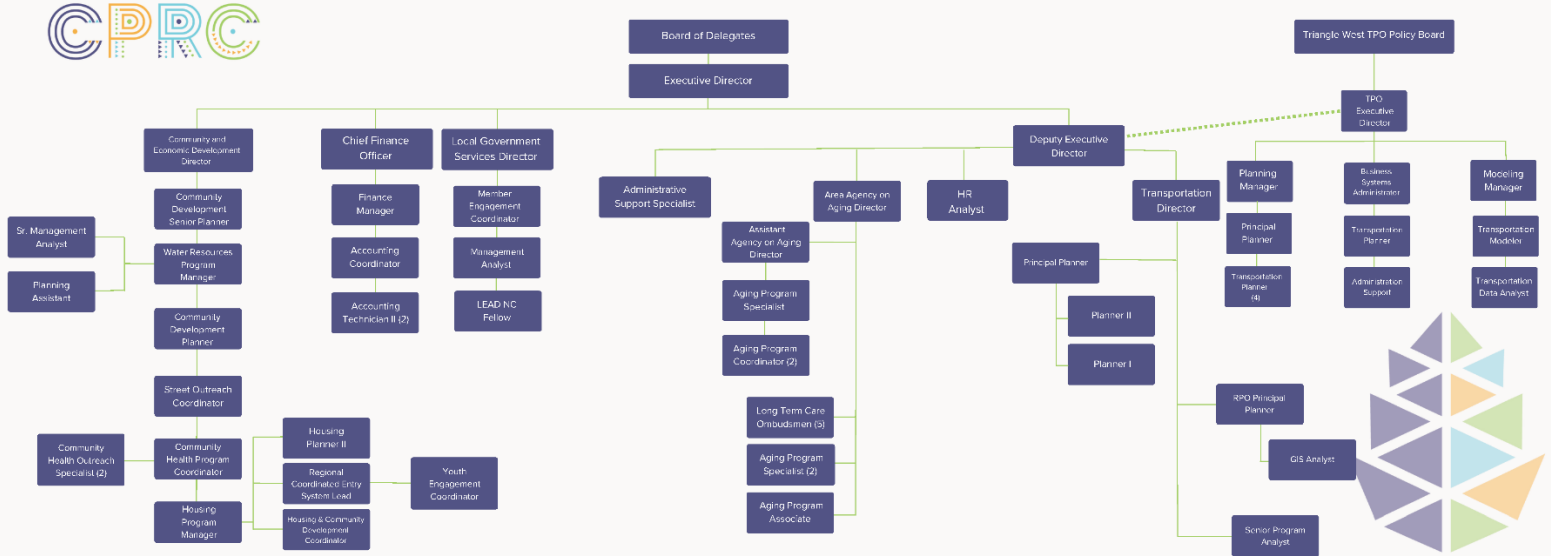 CPRC
Board of Delegates
Executive Director
Triangle West TPO Policy Board
TPO
Executive
Director
Community and
Economic Development
Director
Chief Finance
Officer
Local Government
Services Director
Deputy Executive
Director
Community
Development
Senior Planner
Sr. Management
Analyst
Planning
Assistant
Water Resources
Program
Manager
Community
Development
Planner
Street Outreach
Coordinator
Community
Health Outreach
Specialist (2)
Community
Health Program
Coordinator
Housing
Program
Manager
Housing
Planner II
Regional
Coordinated Entry
System Lead
Housing & Community
Development
Coordinator
Youth
Engagement
Coordinator
Finance
Manager
Accounting
Coordinator
Accounting
Technician II (2)
Member
Engagement
Coordinator
Management
Analyst
LEAD NC
Fellow
Administrative
Support Specialist
Area Agency on
Aging Director
HR
Analyst
Transportation
Director
Assistant
Agency on Aging
Director
Aging Program
Specialist
Aging Program
Coordinator (2)
Long Term Care
Ombudsmen (5)
Aging Program
Specialist (2)
Aging Program
Associate
Principal Planner
Planner II
Planner I
RPO Principal
Planner
GIS Analyst
Senior Program
Analyst
Planning
Manager
Principal
Planner
Transportation
Planner
(4)
Business
Systems
Administrator
Transportation
Planner
Administration
Support
Modeling
Manager
Transportation
Modeler
Transportation
Data Analyst